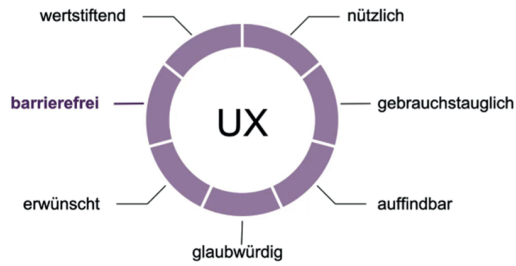 wertstiftend
nützlich
barrierefrei
UX
gebrauchstauglich
erwünscht
auffindbar
glaubwürdig